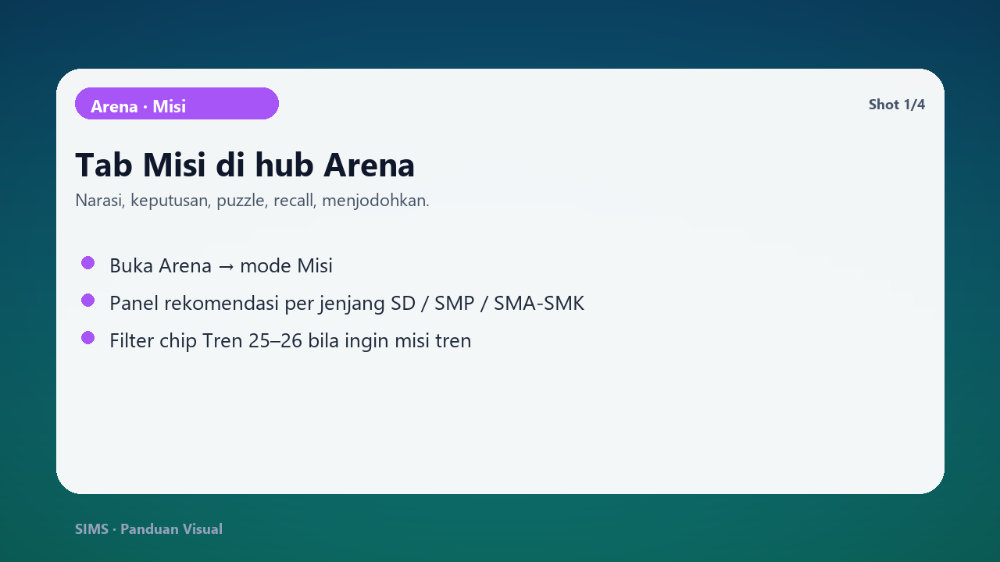 Arena · Misi
Shot 1/4
Tab Misi di hub Arena
Narasi, keputusan, puzzle, recall, menjodohkan.
Buka Arena → mode Misi
Panel rekomendasi per jenjang SD / SMP / SMA-SMK
Filter chip Tren 25–26 bila ingin misi tren
SIMS · Panduan Visual